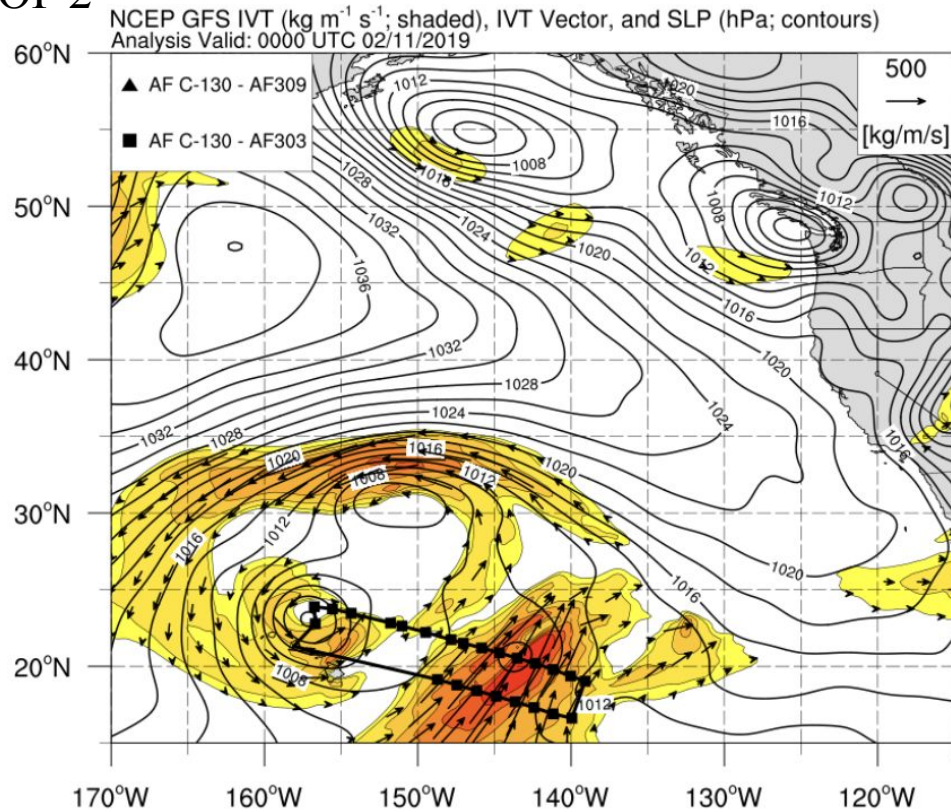 NCEP GFS IVT (kg m⁻¹ s⁻¹; shaded), IVT Vector, and SLP (hPa; contours)
Analysis Valid: 0000 UTC 02/11/2019
▲ AF C-130 - AF309
■ AF C-130 - AF303
500
[kg/m/s]
60°N
50°N
40°N
30°N
20°N
1012
1020
1016
1008
1016
1028
1032
1024
1020
1008
1012
1012
1016
1036
1032
1028
1024
1020
1024
1032
1028
1020
1016
1008
1012
1020
1016
1016
1012
1020
1016
1008
1012
170°W
160°W
150°W
140°W
130°W
120°W